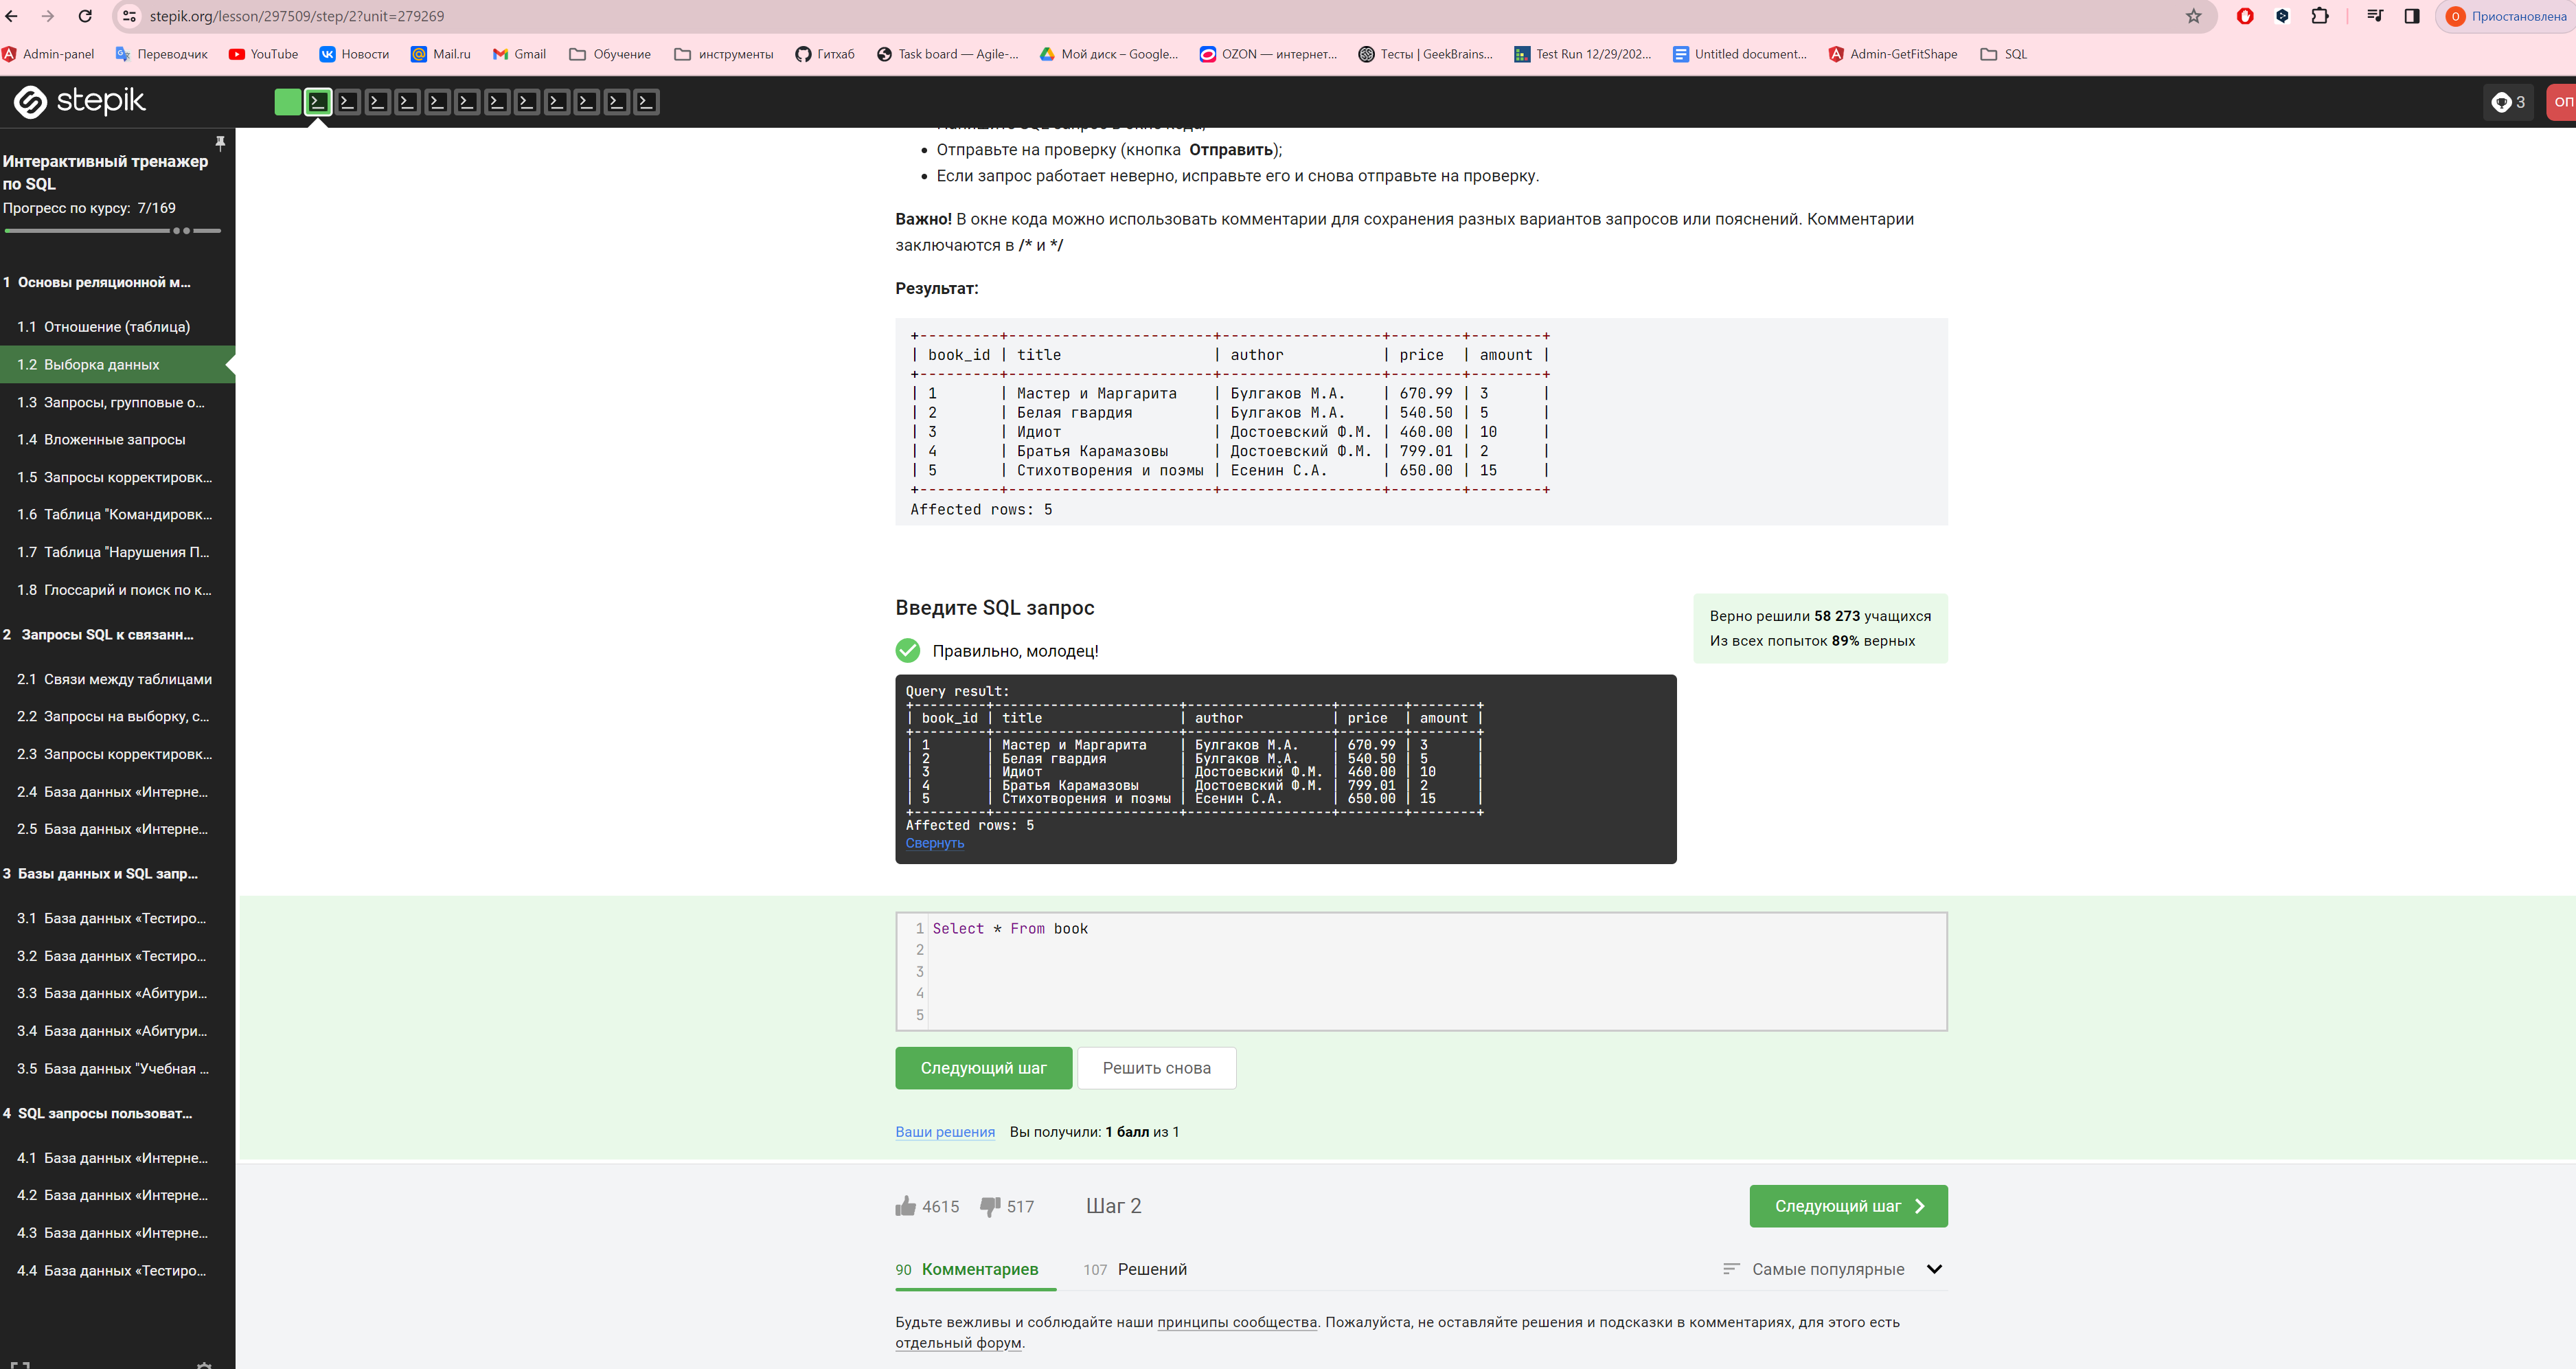 stepik.org/lesson/297509/step/2?unit=279269
О Приостановлена
Admin-panel Переводчик YouTube Новости Mail.ru Gmail Обучение инструменты Гитхаб Task board — Agile-... Мой диск – Google... OZON — интернет... Тесты | GeekBrains... Test Run 12/29/202... Untitled document... Admin-GetFitShape SQL
stepik
3
ОП
Интерактивный тренажер
по SQL
Прогресс по курсу: 7/169
1 Основы реляционной м...
1.1 Отношение (таблица)
1.2 Выборка данных
1.3 Запросы, групповые о...
1.4 Вложенные запросы
1.5 Запросы корректировк...
1.6 Таблица "Командировк...
1.7 Таблица "Нарушения П...
1.8 Глоссарий и поиск по к...
2 Запросы SQL к связанн...
2.1 Связи между таблицами
2.2 Запросы на выборку, с...
2.3 Запросы корректировк...
2.4 База данных «Интерне...
2.5 База данных «Интерне...
3 Базы данных и SQL запр...
3.1 База данных «Тестиро...
3.2 База данных «Тестиро...
3.3 База данных «Абитури...
3.4 База данных «Абитури...
3.5 База данных "Учебная ...
4 SQL запросы пользоват...
4.1 База данных «Интерне...
4.2 База данных «Интерне...
4.3 База данных «Интерне...
4.4 База данных «Тестиро...
Отправьте на проверку (кнопка Отправить);
Если запрос работает неверно, исправьте его и снова отправьте на проверку.
Важно! В окне кода можно использовать комментарии для сохранения разных вариантов запросов или пояснений. Комментарии
заключаются в /* и */
Результат:
+---------+-----------------------+------------------+--------+--------+
| book_id | title | author | price | amount |
+---------+-----------------------+------------------+--------+--------+
| 1 | Мастер и Маргарита | Булгаков М.А. | 670.99 | 3 |
| 2 | Белая гвардия | Булгаков М.А. | 540.50 | 5 |
| 3 | Идиот | Достоевский Ф.М. | 460.00 | 10 |
| 4 | Братья Карамазовы | Достоевский Ф.М. | 799.01 | 2 |
| 5 | Стихотворения и поэмы | Есенин С.А. | 650.00 | 15 |
+---------+-----------------------+------------------+--------+--------+
Affected rows: 5
Введите SQL запрос
Верно решили 58 273 учащихся
Из всех попыток 89% верных
Правильно, молодец!
Query result:
+---------+-----------------------+------------------+--------+--------+
| book_id | title | author | price | amount |
+---------+-----------------------+------------------+--------+--------+
| 1 | Мастер и Маргарита | Булгаков М.А. | 670.99 | 3 |
| 2 | Белая гвардия | Булгаков М.А. | 540.50 | 5 |
| 3 | Идиот | Достоевский Ф.М. | 460.00 | 10 |
| 4 | Братья Карамазовы | Достоевский Ф.М. | 799.01 | 2 |
| 5 | Стихотворения и поэмы | Есенин С.А. | 650.00 | 15 |
+---------+-----------------------+------------------+--------+--------+
Affected rows: 5
Свернуть
1 Select * From book
2
3
4
5
Следующий шаг Решить снова
Ваши решения Вы получили: 1 балл из 1
4615 517 Шаг 2 Следующий шаг
90 Комментариев 107 Решений Самые популярные
Будьте вежливы и соблюдайте наши принципы сообщества. Пожалуйста, не оставляйте решения и подсказки в комментариях, для этого есть
отдельный форум.